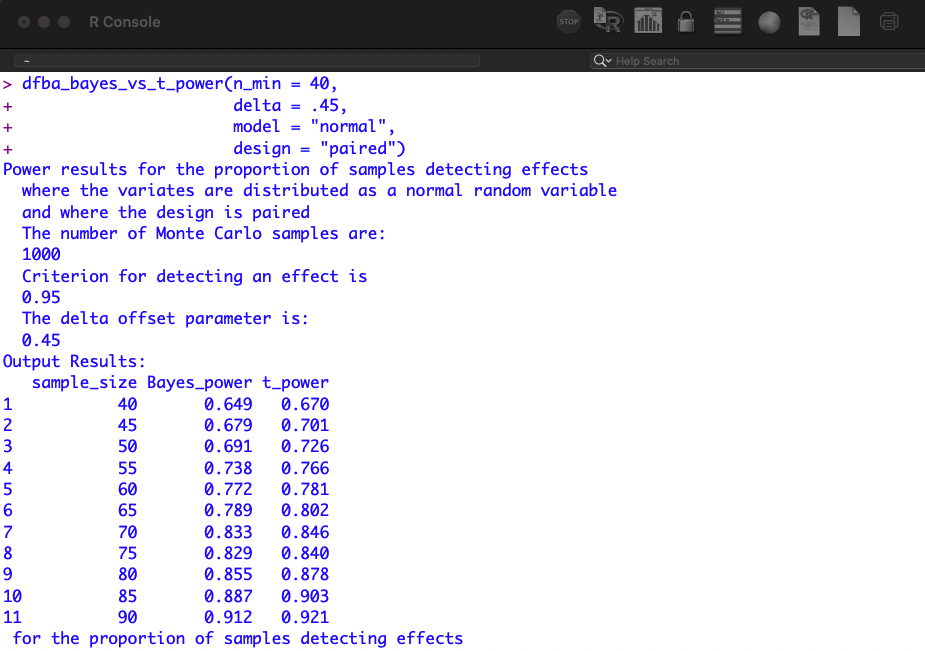 R Console
STOP
~
Help Search
> dfba_bayes_vs_t_power(n_min = 40,
+                       delta = .45,
+                       model = "normal",
+                       design = "paired")
Power results for the proportion of samples detecting effects
  where the variates are distributed as a normal random variable
  and where the design is paired
  The number of Monte Carlo samples are:
  1000
  Criterion for detecting an effect is
  0.95
  The delta offset parameter is:
  0.45
Output Results:
   sample_size Bayes_power t_power
1           40       0.649   0.670
2           45       0.679   0.701
3           50       0.691   0.726
4           55       0.738   0.766
5           60       0.772   0.781
6           65       0.789   0.802
7           70       0.833   0.846
8           75       0.829   0.840
9           80       0.855   0.878
10          85       0.887   0.903
11          90       0.912   0.921
 for the proportion of samples detecting effects